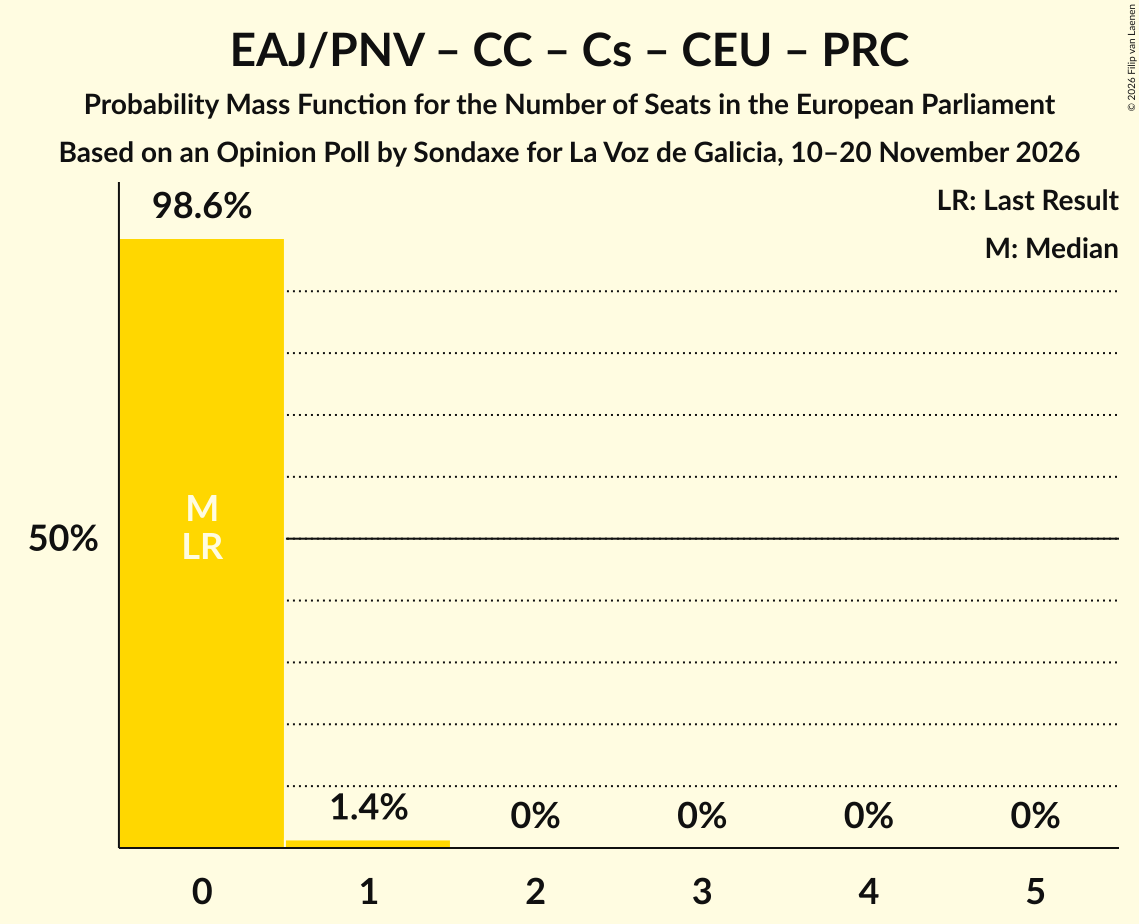 EAJ/PNV – CC – Cs – CEU – PRC
Probability Mass Function for the Number of Seats in the European Parliament
Based on an Opinion Poll by Sondaxe for La Voz de Galicia, 10–20 November 2026
© 2026 Filip van Laenen
LR: Last Result
M: Median
98.6%
M
LR
50%
1.4%
0%
0%
0%
0%
0
1
2
3
4
5